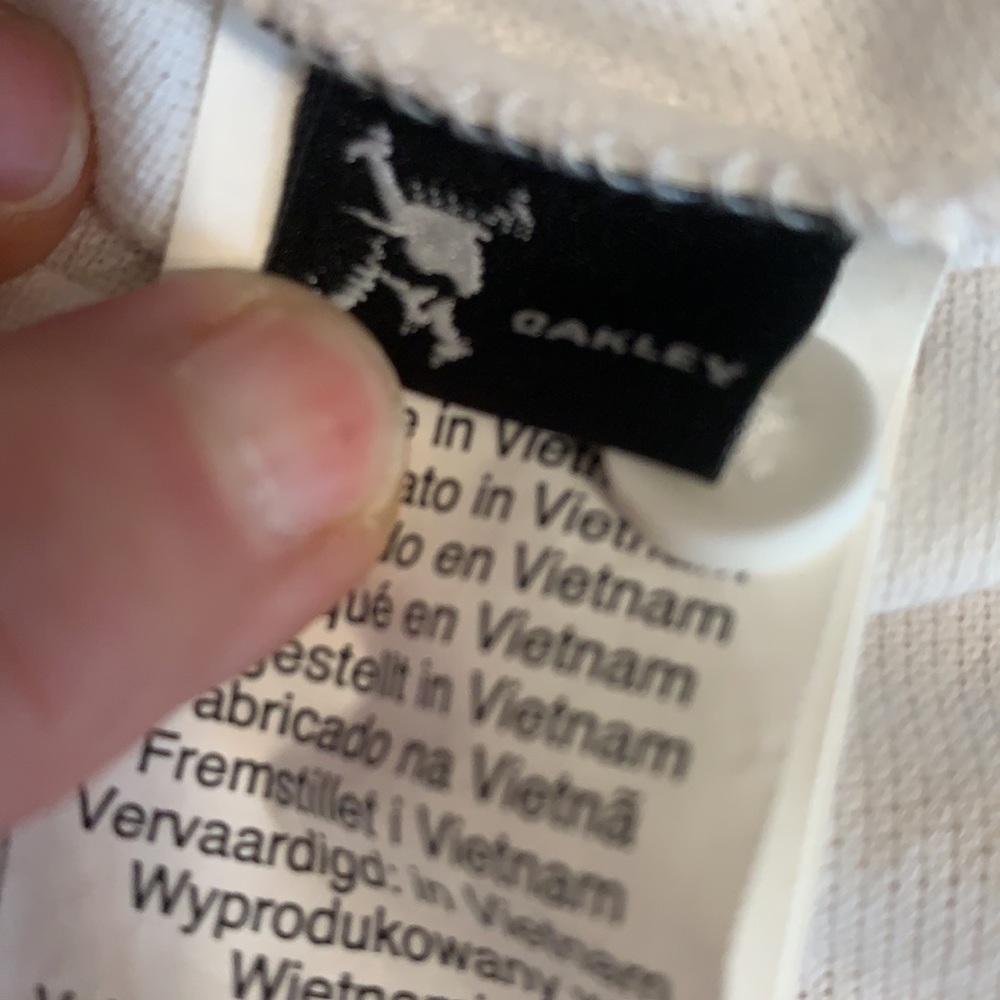 OAKLEY
in Viet
ato in Vietnam
do en Vietnam
qué en Vietnam
gestellt in Vietnam
Fabricado na Vietnã
Fremstillet i Vietnam
Vervaardigd: in Vietnam
Wyprodukowany w